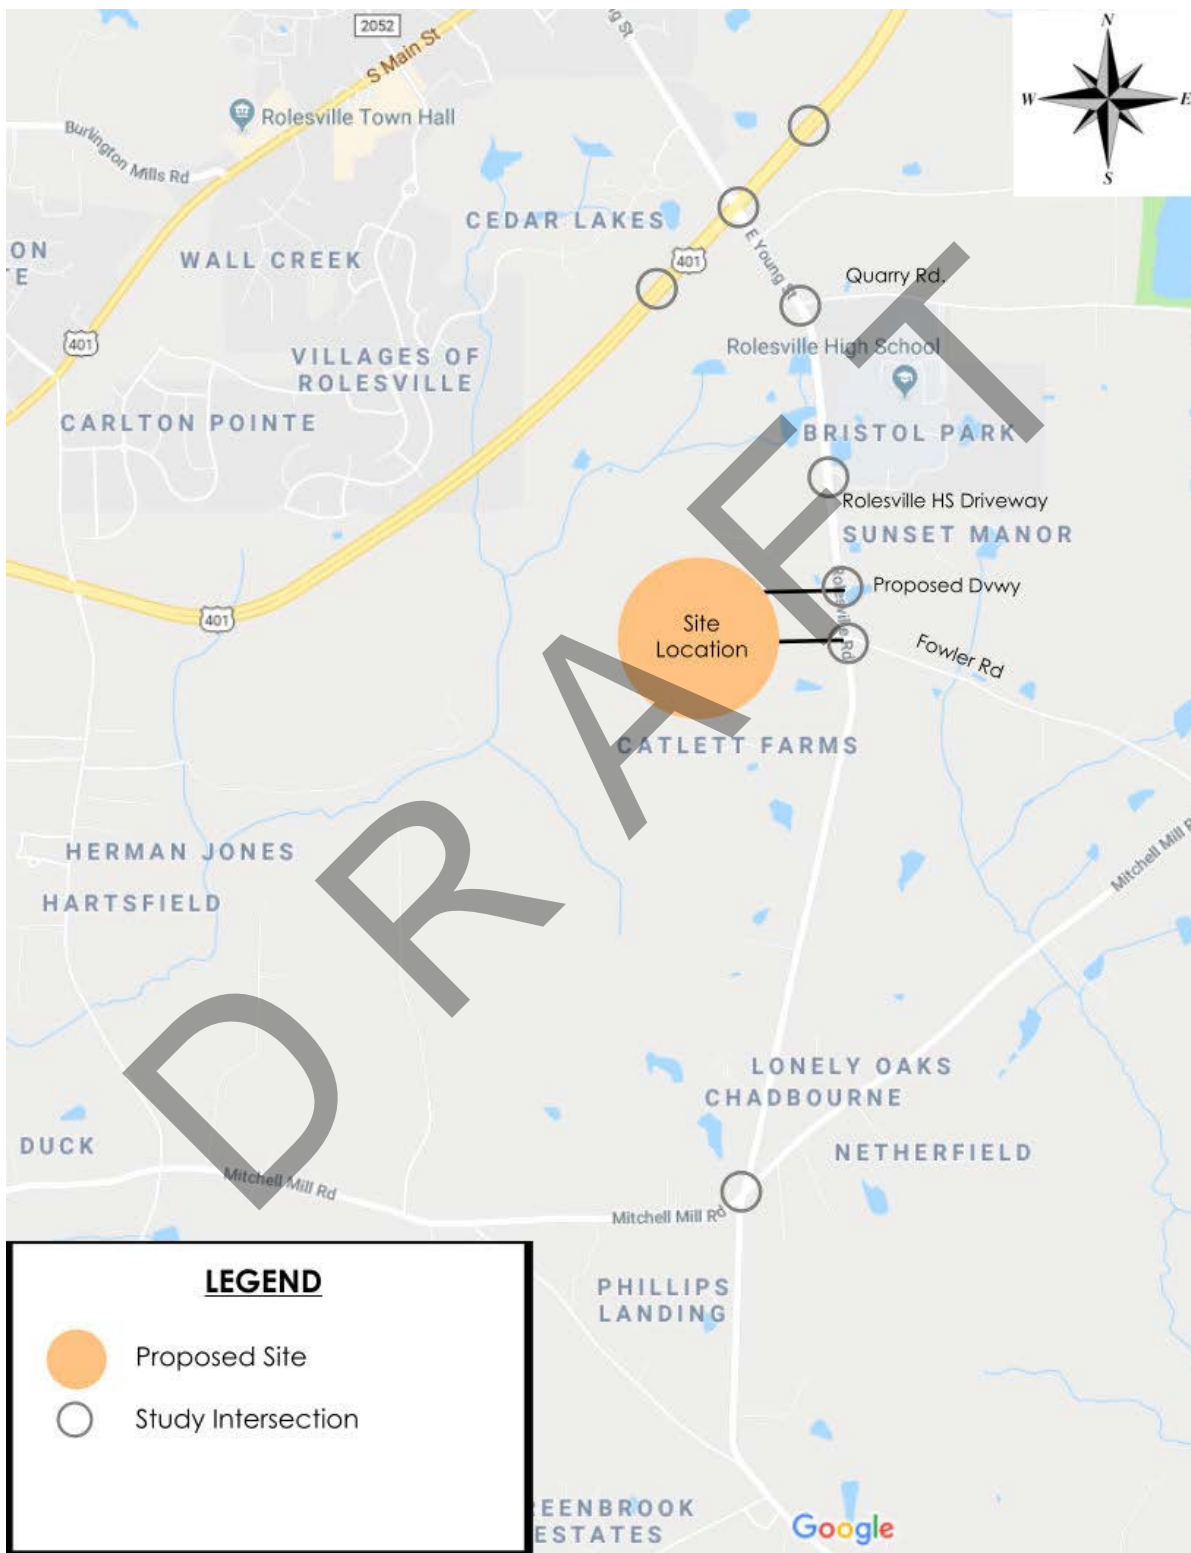 2052
S Main St
N
Rolesville Town Hall
W
E
Burlington Mills Rd
S
CEDAR LAKES
WALL CREEK
E Young St
401
Quarry Rd.
401
Rolesville High School
VILLAGES OF
ROLESVILLE
CARLTON POINTE
BRISTOL PARK
Rolesville HS Driveway
SUNSET MANOR
Proposed Dvwy
401
Rolesville Rd
Site
Location
Fowler Rd
CATLETT FARMS
HERMAN JONES
Mitchell Mill R
HARTSFIELD
DRAFT
LONELY OAKS
CHADBOURNE
DUCK
NETHERFIELD
Mitchell Mill Rd
Mitchell Mill Rd
LEGEND
PHILLIPS
LANDING
Proposed Site
Study Intersection
EENBROOK
ESTATES
Google